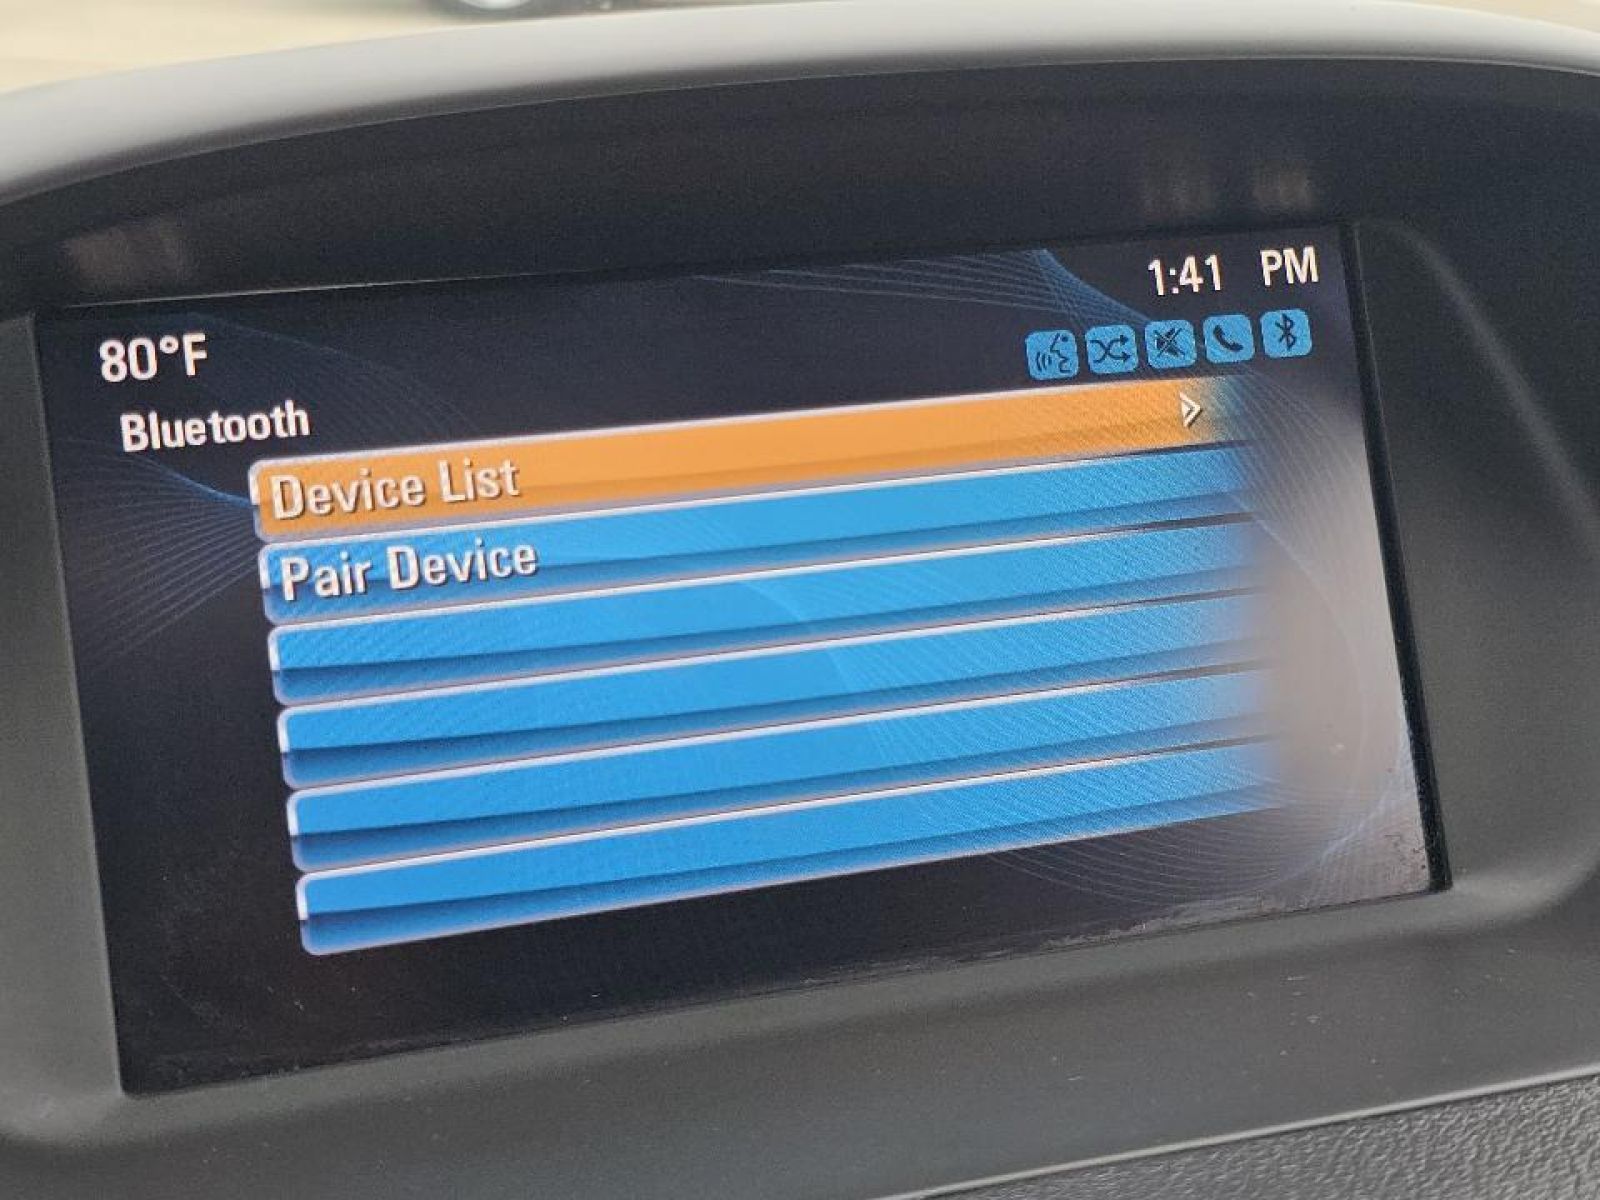 1:41 PM
80°F
Bluetooth
Device List
Pair Device